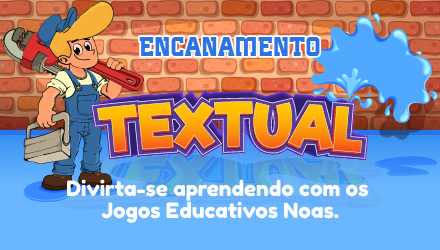 ENCANAMENTO
TEXTUAL
Divirta-se aprendendo com os
Jogos Educativos Noas.